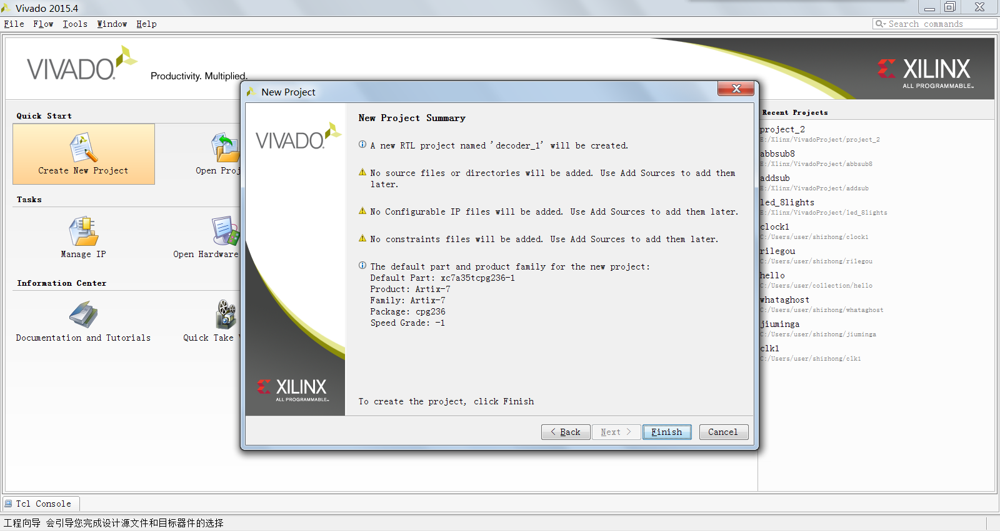 Vivado 2015.4
File Flow Tools Window Help
Search commands
VIVADO.
Productivity. Multiplied.
XILINX
ALL PROGRAMMABLE™
Quick Start
Create New Project
Open Proj
Tasks
Manage IP
Open Hardware
Information Center
Documentation and Tutorials
Quick Take
New Project
VIVADO.
XILINX
ALL PROGRAMMABLE™
New Project Summary
A new RTL project named 'decoder_1' will be created.
No source files or directories will be added. Use Add Sources to add them
later.
No Configurable IP files will be added. Use Add Sources to add them later.
No constraints files will be added. Use Add Sources to add them later.
The default part and product family for the new project:
Default Part: xc7a35tcpg236-1
Product: Artix-7
Family: Artix-7
Package: cpg236
Speed Grade: -1
To create the project, click Finish
< Back Next > Finish Cancel
Recent Projects
project_2
E:/Xlinx/VivadoProject/project_2
abbsub8
E:/Xlinx/VivadoProject/abbsub8
addsub
E:/Xlinx/VivadoProject/addsub
led_8lights
E:/Xlinx/VivadoProject/led_8lights
clock1
C:/Users/user/shizhong/clock1
rilegou
C:/Users/user/shizhong/rilegou
hello
C:/Users/user/collection/hello
whataghost
C:/Users/user/shizhong/whataghost
jiuminga
C:/Users/user/shizhong/jiuminga
clk1
C:/Users/user/shizhong/clk1
Tcl Console
工程向导 会引导您完成设计源文件和目标器件的选择